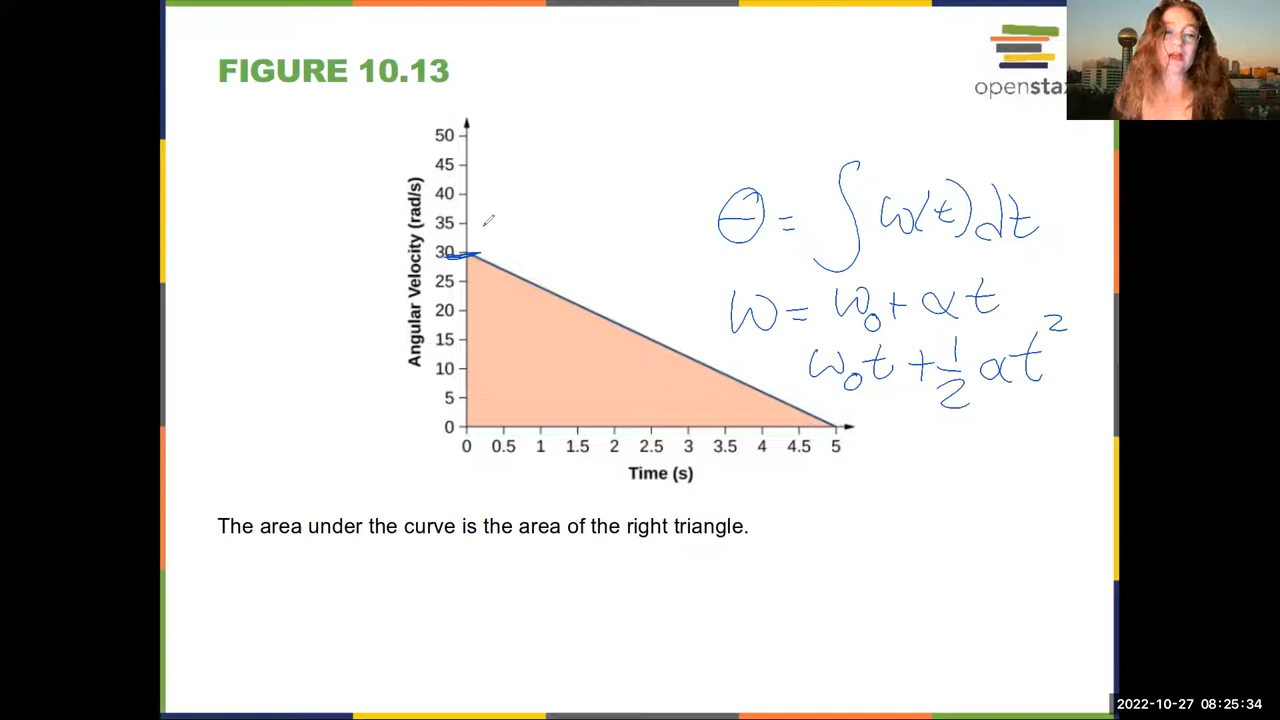 FIGURE 10.13
openstax
50
45
40
35
30
25
20
15
10
5
0
Angular Velocity (rad/s)
0 0.5 1 1.5 2 2.5 3 3.5 4 4.5 5
Time (s)
θ = ∫ω(t)dt
ω = ω₀ + αt
ω₀t + ½ αt²
The area under the curve is the area of the right triangle.
2022-10-27 08:25:34